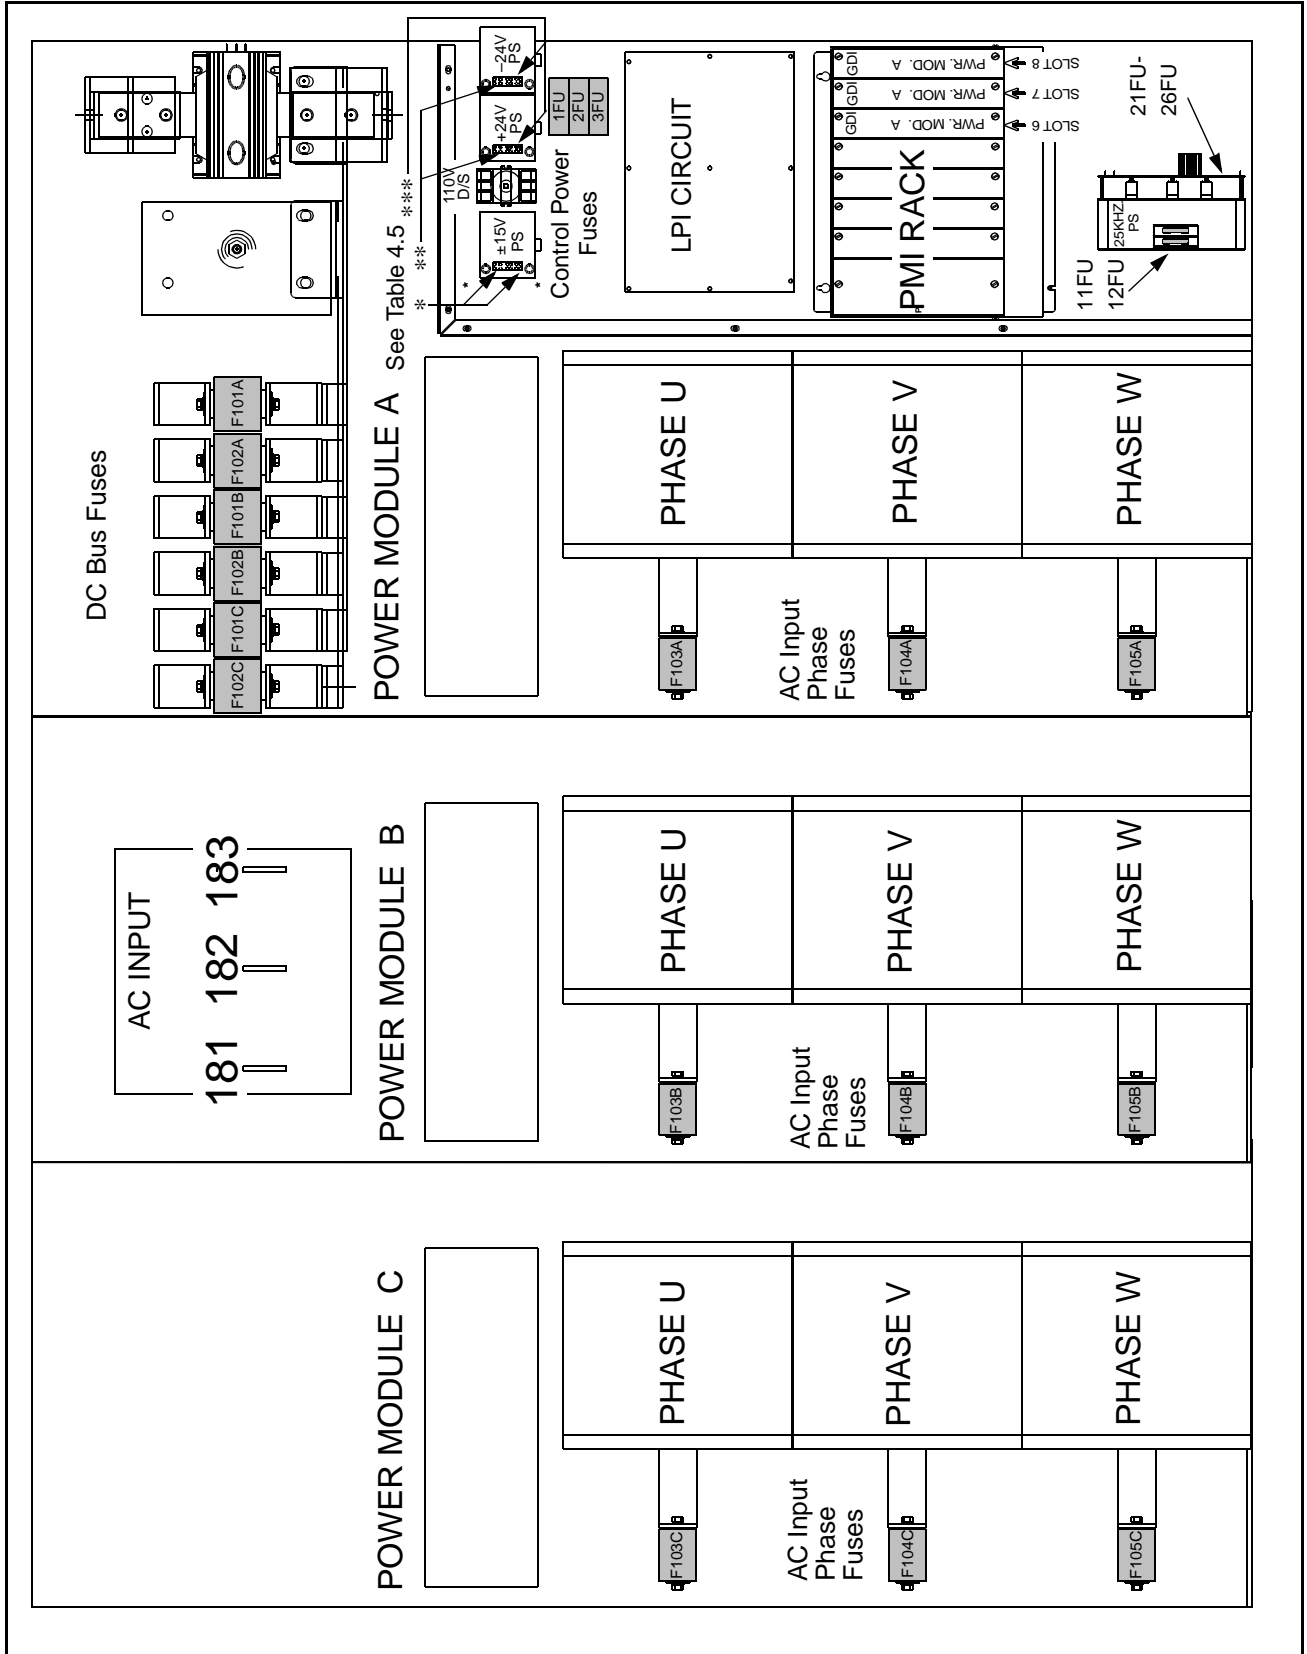 DC Bus Fuses
F102C
F101C
F102B
F101B
F102A
F101A
POWER MODULE A
See Table 4.5
*
**
***
110V
D/S
±15V
PS
*
*
+24V
PS
–24V
PS
Control Power
Fuses
1FU
2FU
3FU
LPI CIRCUIT
PMI RACK
P
GDI
PWR. MOD. A
SLOT 6
GDI
PWR. MOD. A
SLOT 7
GDI
PWR. MOD. A
SLOT 8
11FU
12FU
25KHZ.
PS
21FU-
26FU
PHASE U
PHASE V
PHASE W
AC Input
Phase
Fuses
F103A
F104A
F105A
AC INPUT
181 182 183
POWER MODULE B
PHASE U
PHASE V
PHASE W
AC Input
Phase
Fuses
F103B
F104B
F105B
POWER MODULE C
PHASE U
PHASE V
PHASE W
AC Input
Phase
Fuses
F103C
F104C
F105C